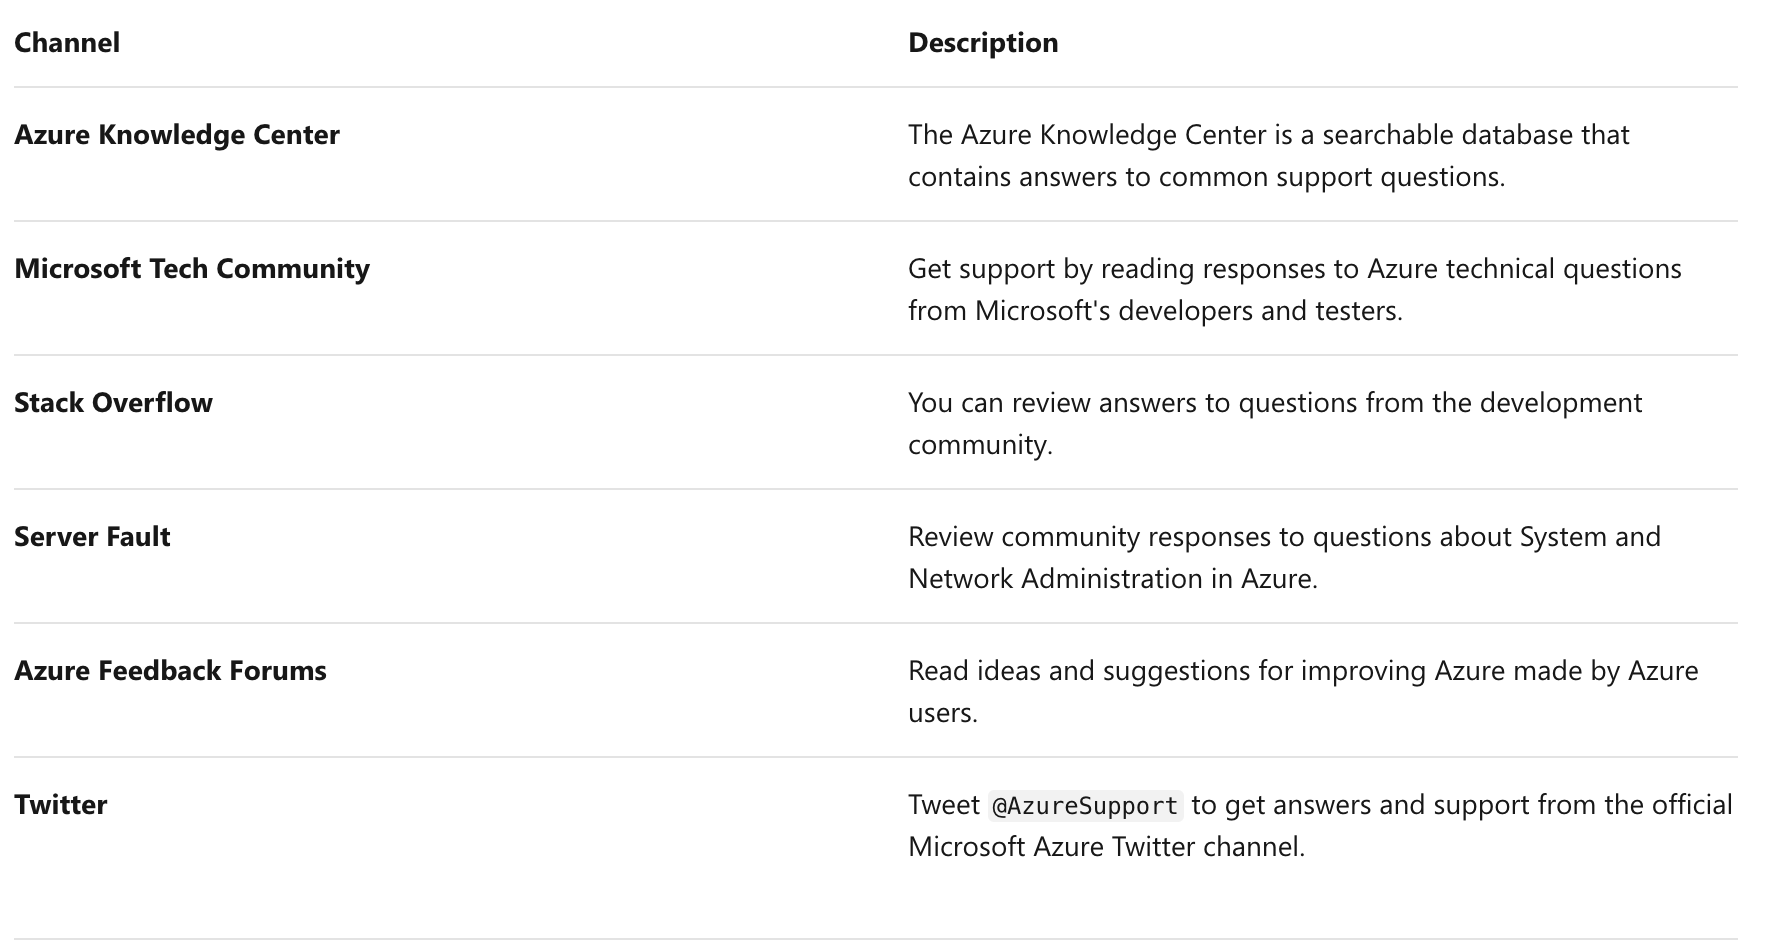 Channel Description
Azure Knowledge Center The Azure Knowledge Center is a searchable database that
contains answers to common support questions.
Microsoft Tech Community Get support by reading responses to Azure technical questions
from Microsoft's developers and testers.
Stack Overflow You can review answers to questions from the development
community.
Server Fault Review community responses to questions about System and
Network Administration in Azure.
Azure Feedback Forums Read ideas and suggestions for improving Azure made by Azure
users.
Twitter Tweet @AzureSupport to get answers and support from the official
Microsoft Azure Twitter channel.